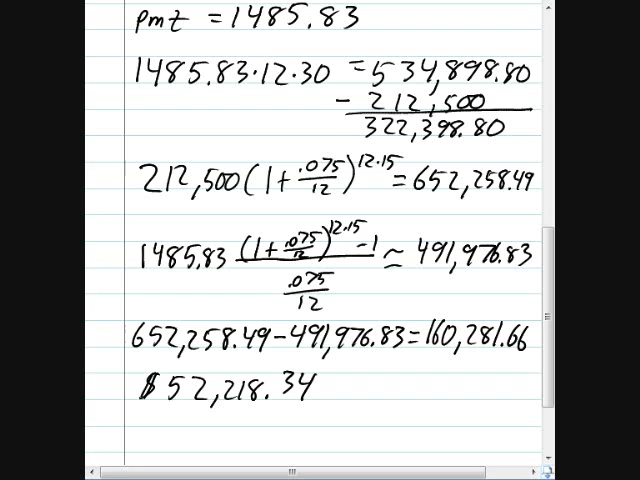 pmt = 1485.83
1485.83·12·30 = 534,898.80
- 212,500
322,398.80
212,500(1+.075/12)^12·15 = 652,258.49
1485.83 ((1+.075/12)^12·15 -1)/(.075/12) ≈ 491,976.83
652,258.49-491,976.83=160,281.66
$52,218.34